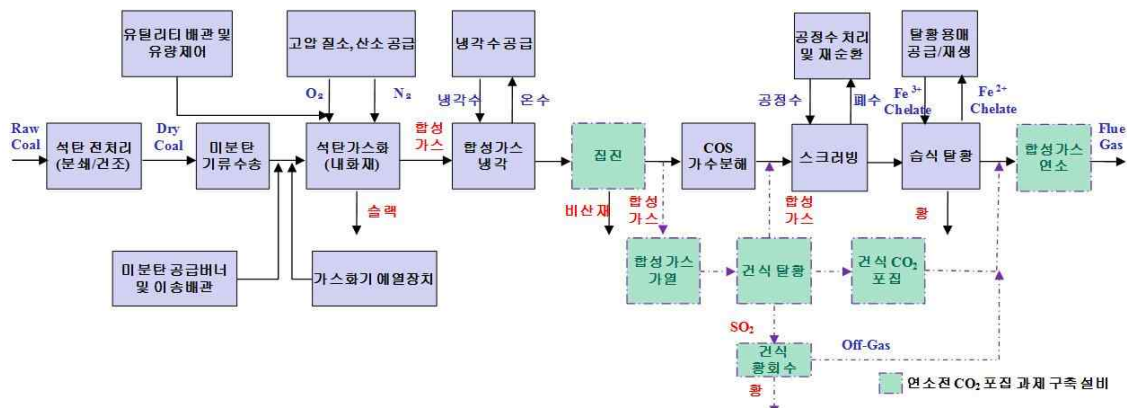 유틸리티 배관 및
유량제어
고압 질소, 산소 공급
냉각수 공급
공정수 처리
및 재순환
탈황용매
공급/재생
O₂
N₂
냉각수
온수
공정수
폐수
Fe³⁺
Chelate
Fe²⁺
Chelate
Raw
Coal
석탄 전처리
(분쇄/건조)
Dry
Coal
미분탄
기류수송
석탄가스화
(내화재)
합성
가스
합성가스
냉각
집진
COS
가수분해
스크러빙
습식 탈황
합성가스
연소
Flue
Gas
슬랙
비산재
합성
가스
합성
가스
황
미분탄 공급버너
및 이송배관
가스화기 예열장치
합성가스
가열
건식 탈황
건식 CO₂
포집
SO₂
건식
황회수
Off-Gas
황
연소전 CO₂ 포집 과제 구축 설비